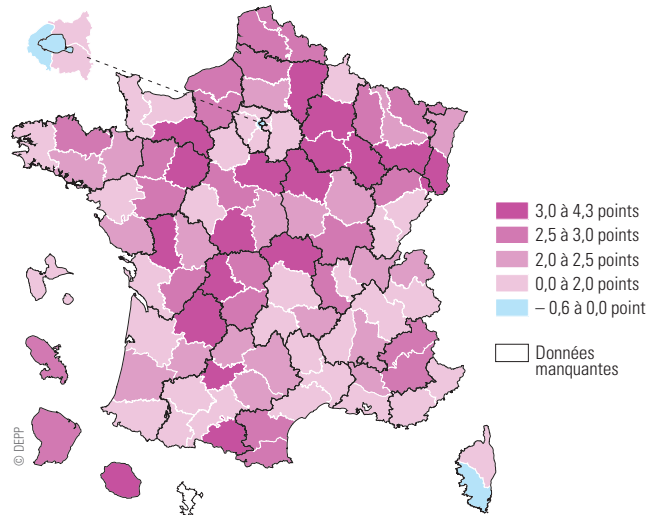 3,0 à 4,3 points
2,5 à 3,0 points
2,0 à 2,5 points
0,0 à 2,0 points
– 0,6 à 0,0 point
Données
manquantes
© DEPP